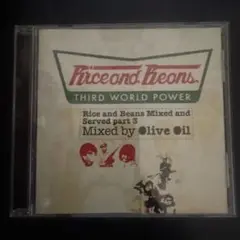 Rice and Beans.
THIRD WORLD POWER
Rice and Beans Mixed and
Served part 3
Mixed by Olive Oil